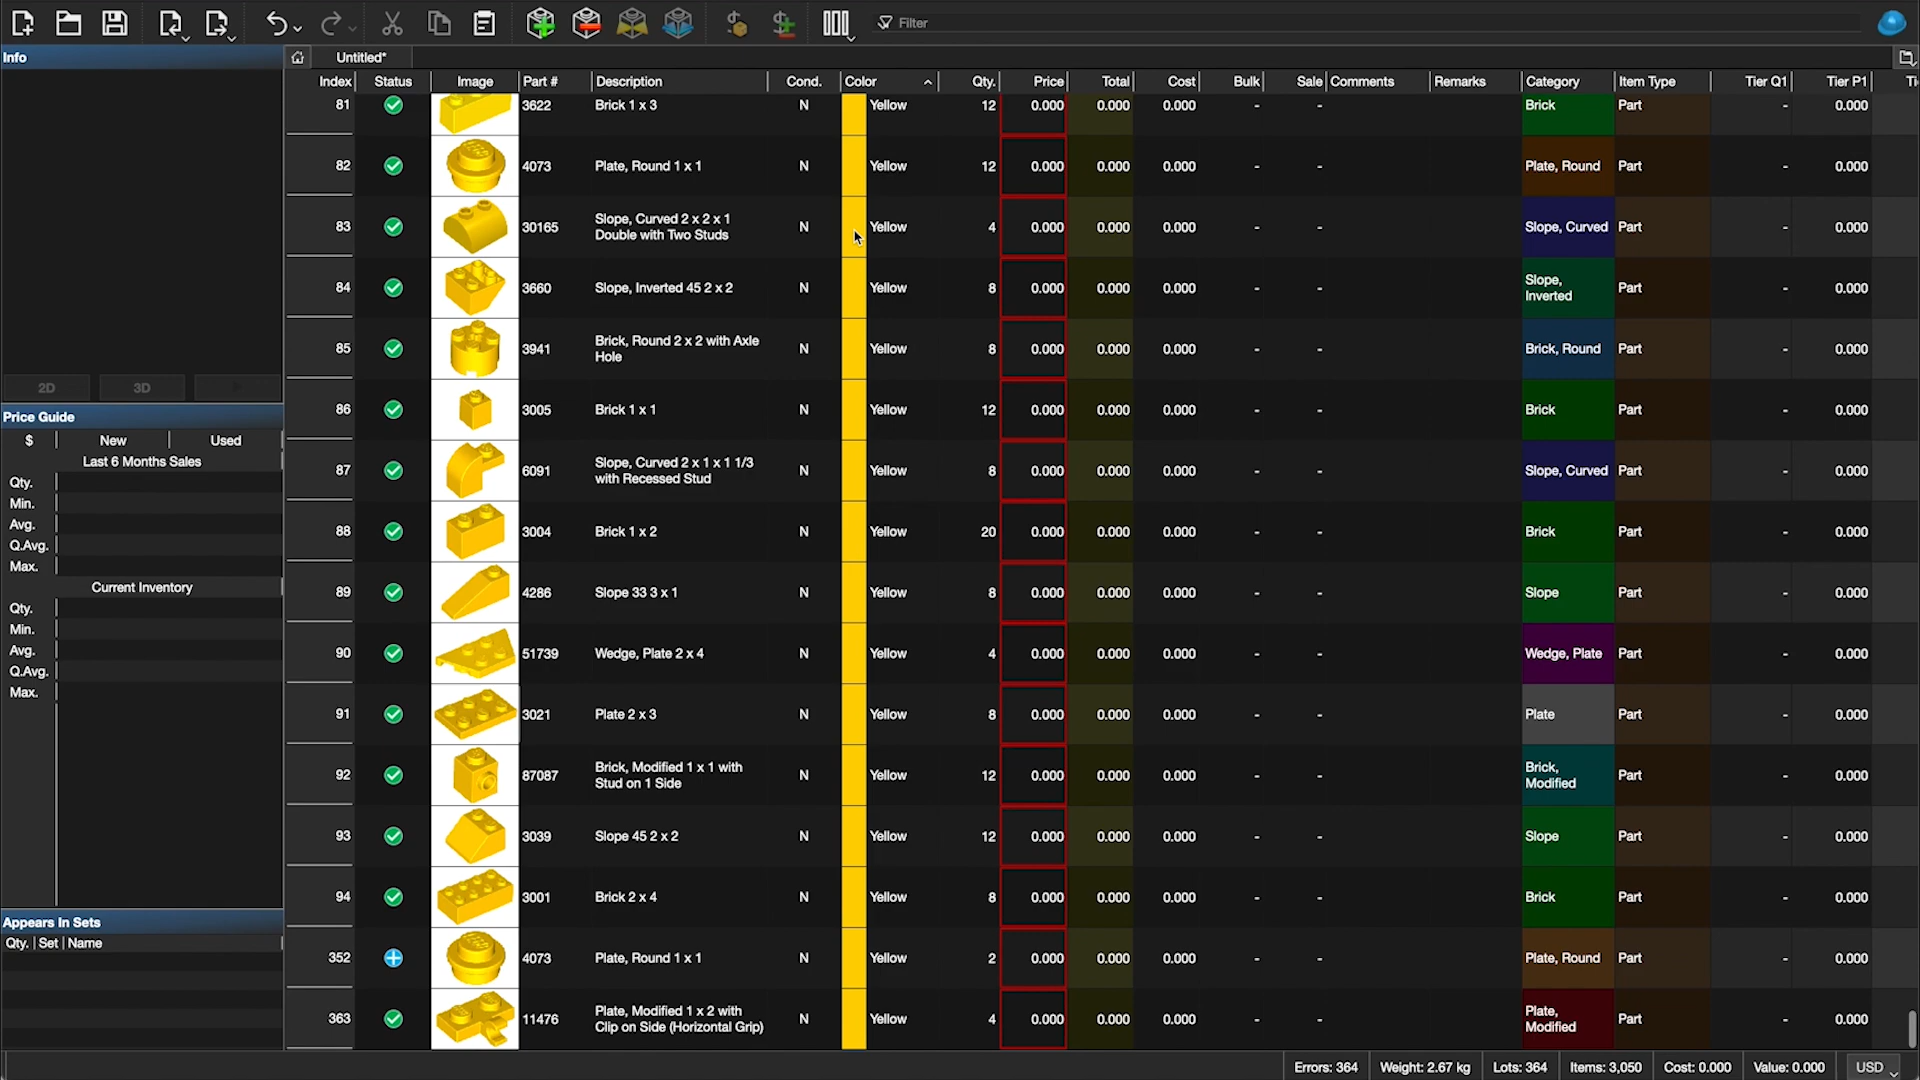 Filter
Info
Untitled*
Index Status Image Part # Description Cond. Color Qty. Price Total Cost Bulk Sale Comments Remarks Category Item Type Tier Q1 Tier P1 Ti
81 3622 Brick 1 x 3 N Yellow 12 0.000 0.000 0.000 - - Brick Part - 0.000
82 4073 Plate, Round 1 x 1 N Yellow 12 0.000 0.000 0.000 - - Plate, Round Part - 0.000
83 30165 Slope, Curved 2 x 2 x 1
Double with Two Studs N Yellow 4 0.000 0.000 0.000 - - Slope, Curved Part - 0.000
84 3660 Slope, Inverted 45 2 x 2 N Yellow 8 0.000 0.000 0.000 - - Slope,
Inverted Part - 0.000
85 3941 Brick, Round 2 x 2 with Axle
Hole N Yellow 8 0.000 0.000 0.000 - - Brick, Round Part - 0.000
86 3005 Brick 1 x 1 N Yellow 12 0.000 0.000 0.000 - - Brick Part - 0.000
87 6091 Slope, Curved 2 x 1 x 1 1/3
with Recessed Stud N Yellow 8 0.000 0.000 0.000 - - Slope, Curved Part - 0.000
88 3004 Brick 1 x 2 N Yellow 20 0.000 0.000 0.000 - - Brick Part - 0.000
89 4286 Slope 33 3 x 1 N Yellow 8 0.000 0.000 0.000 - - Slope Part - 0.000
90 51739 Wedge, Plate 2 x 4 N Yellow 4 0.000 0.000 0.000 - - Wedge, Plate Part - 0.000
91 3021 Plate 2 x 3 N Yellow 8 0.000 0.000 0.000 - - Plate Part - 0.000
92 87087 Brick, Modified 1 x 1 with
Stud on 1 Side N Yellow 12 0.000 0.000 0.000 - - Brick,
Modified Part - 0.000
93 3039 Slope 45 2 x 2 N Yellow 12 0.000 0.000 0.000 - - Slope Part - 0.000
94 3001 Brick 2 x 4 N Yellow 8 0.000 0.000 0.000 - - Brick Part - 0.000
352 4073 Plate, Round 1 x 1 N Yellow 2 0.000 0.000 0.000 - - Plate, Round Part - 0.000
363 11476 Plate, Modified 1 x 2 with
Clip on Side (Horizontal Grip) N Yellow 4 0.000 0.000 0.000 - - Plate,
Modified Part - 0.000
2D 3D
Price Guide
$ New Used
Last 6 Months Sales
Qty.
Min.
Avg.
Q.Avg.
Max.
Current Inventory
Qty.
Min.
Avg.
Q.Avg.
Max.
Appears In Sets
Qty. Set Name
Errors: 364 Weight: 2.67 kg Lots: 364 Items: 3,050 Cost: 0.000 Value: 0.000 USD